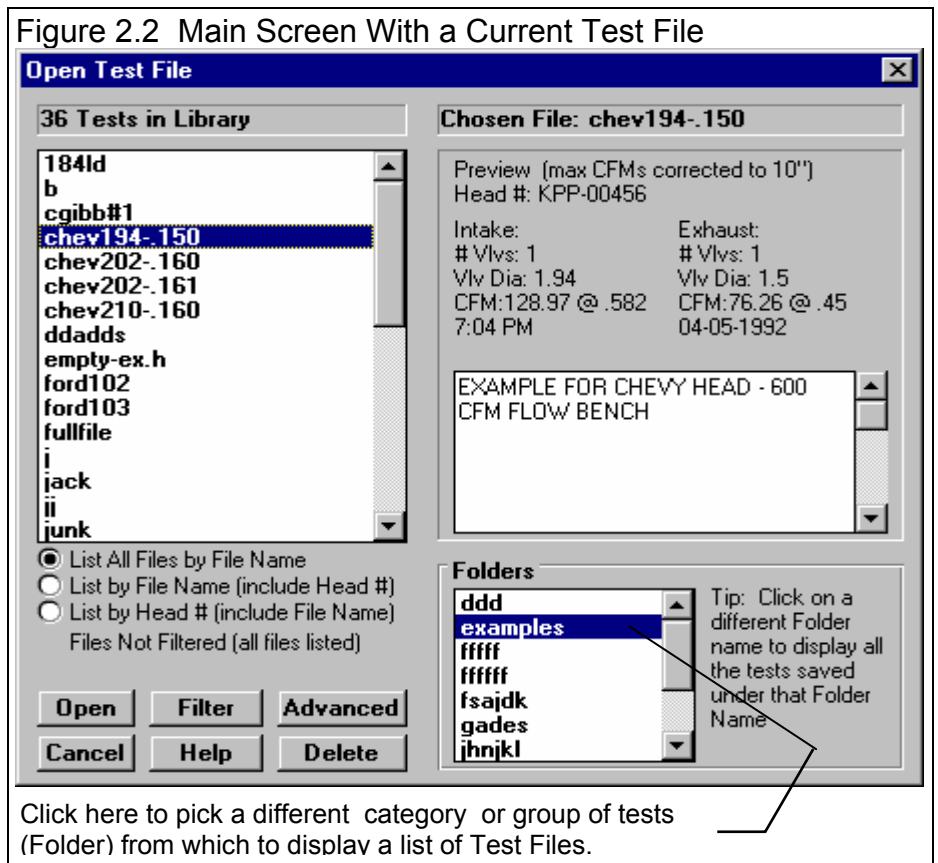 Figure 2.2 Main Screen With a Current Test File
Open Test File
36 Tests in Library
184ld
b
cgibb#1
chev194-.150
chev202-.160
chev202-.161
chev210-.160
ddadds
empty-ex.h
ford102
ford103
fullfile
j
jack
jj
junk
List All Files by File Name
List by File Name (include Head #)
List by Head # (include File Name)
Files Not Filtered (all files listed)
Open
Filter
Advanced
Cancel
Help
Delete
Chosen File: chev194-.150
Preview (max CFMs corrected to 10")
Head #: KPP-00456
Intake:
# Vlvs: 1
Vlv Dia: 1.94
CFM:128.97 @ .582
7:04 PM
Exhaust:
# Vlvs: 1
Vlv Dia: 1.5
CFM:76.26 @ .45
04-05-1992
EXAMPLE FOR CHEVY HEAD - 600
CFM FLOW BENCH
Folders
ddd
examples
fffff
ffffff
fsajdk
gades
jhnjkl
Tip: Click on a
different Folder
name to display all
the tests saved
under that Folder
Name
Click here to pick a different category or group of tests
(Folder) from which to display a list of Test Files.